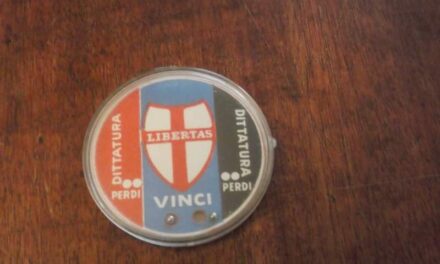 DITTATURA
PERDI
LIBERTAS
VINCI
DITTATURA
PERDI